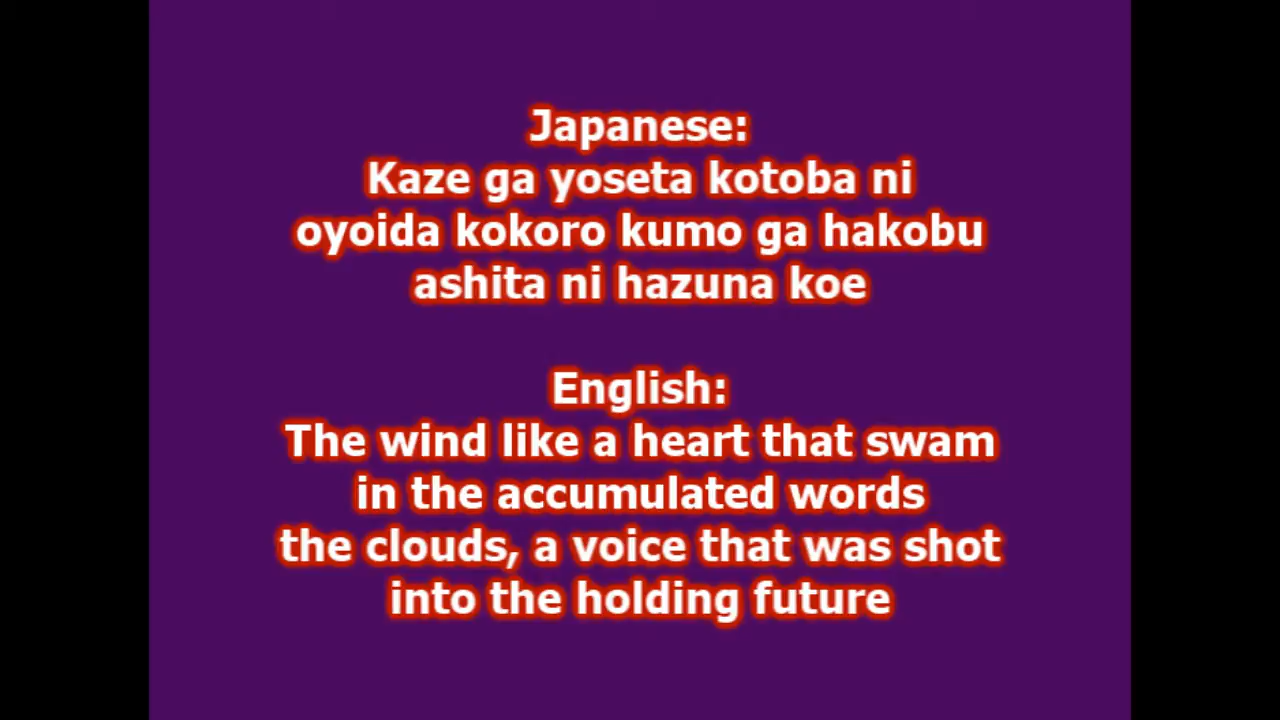 Japanese:
Kaze ga yoseta kotoba ni
oyoida kokoro kumo ga hakobu
ashita ni hazuna koe
English:
The wind like a heart that swam
in the accumulated words
the clouds, a voice that was shot
into the holding future